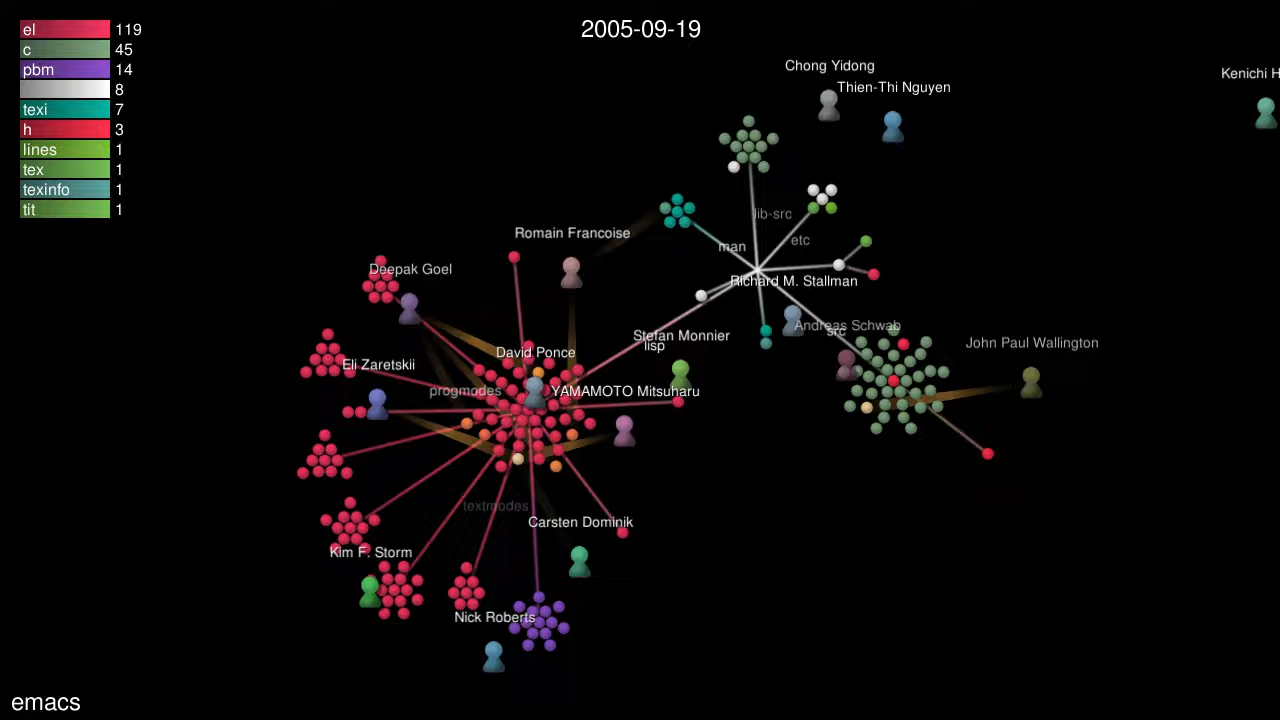 2005-09-19
el 119
c 45
pbm 14
8
texi 7
h 3
lines 1
tex 1
texinfo 1
tit 1
Chong Yidong
Kenichi H
Thien-Thi Nguyen
lib-src
Romain Francoise
etc
man
Deepak Goel
Richard M. Stallman
Andreas Schwab
src
Stefan Monnier
John Paul Wallington
lisp
David Ponce
Eli Zaretskii
progmodes
YAMAMOTO Mitsuharu
textmodes
Carsten Dominik
Kim F. Storm
Nick Roberts
emacs